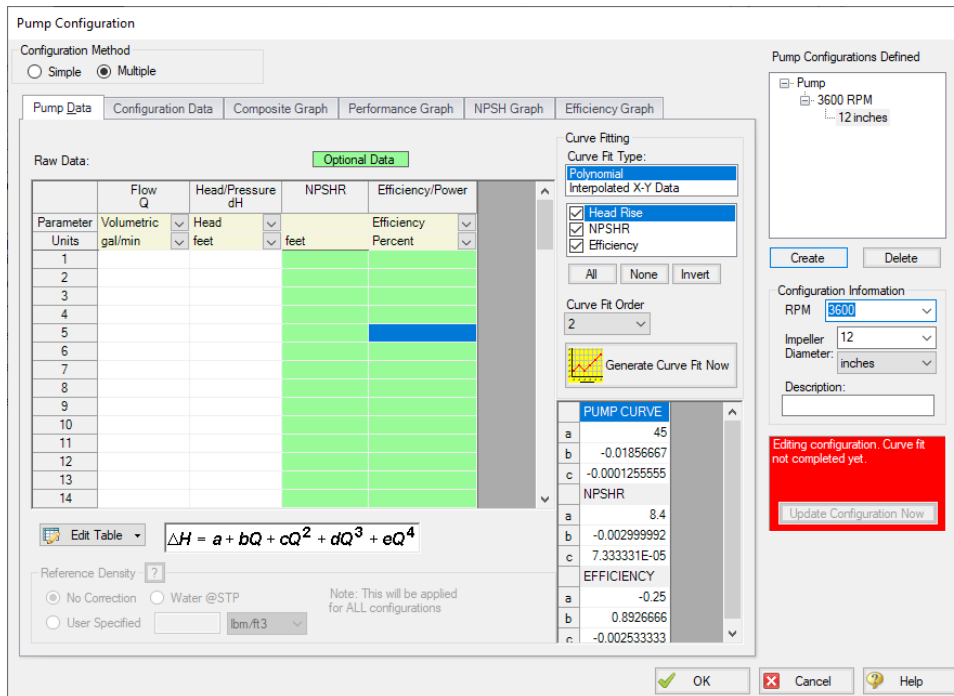 Pump Configuration
Configuration Method
Simple Multiple
Pump Data Configuration Data Composite Graph Performance Graph NPSH Graph Efficiency Graph
Raw Data:
Optional Data
Flow Head/Pressure NPSHR Efficiency/Power
Q dH
Parameter Volumetric Head Efficiency
Units gal/min feet feet Percent
1
2
3
4
5
6
7
8
9
10
11
12
13
14
Edit Table
ΔH = a + bQ + cQ² + dQ³ + eQ⁴
Reference Density ?
No Correction Water @STP
User Specified lbm/ft3
Note: This will be applied
for ALL configurations
Curve Fitting
Curve Fit Type:
Polynomial
Interpolated X-Y Data
Head Rise
NPSHR
Efficiency
All None Invert
Curve Fit Order
2
Generate Curve Fit Now
PUMP CURVE
a 45
b -0.01856667
c -0.0001255555
NPSHR
a 8.4
b -0.002999992
c 7.333331E-05
EFFICIENCY
a -0.25
b 0.8926666
c -0.002533333
Pump Configurations Defined
Pump
3600 RPM
12 inches
Create Delete
Configuration Information
RPM 3600
Impeller 12
Diameter: inches
Description:
Editing configuration. Curve fit
not completed yet.
Update Configuration Now
OK Cancel Help